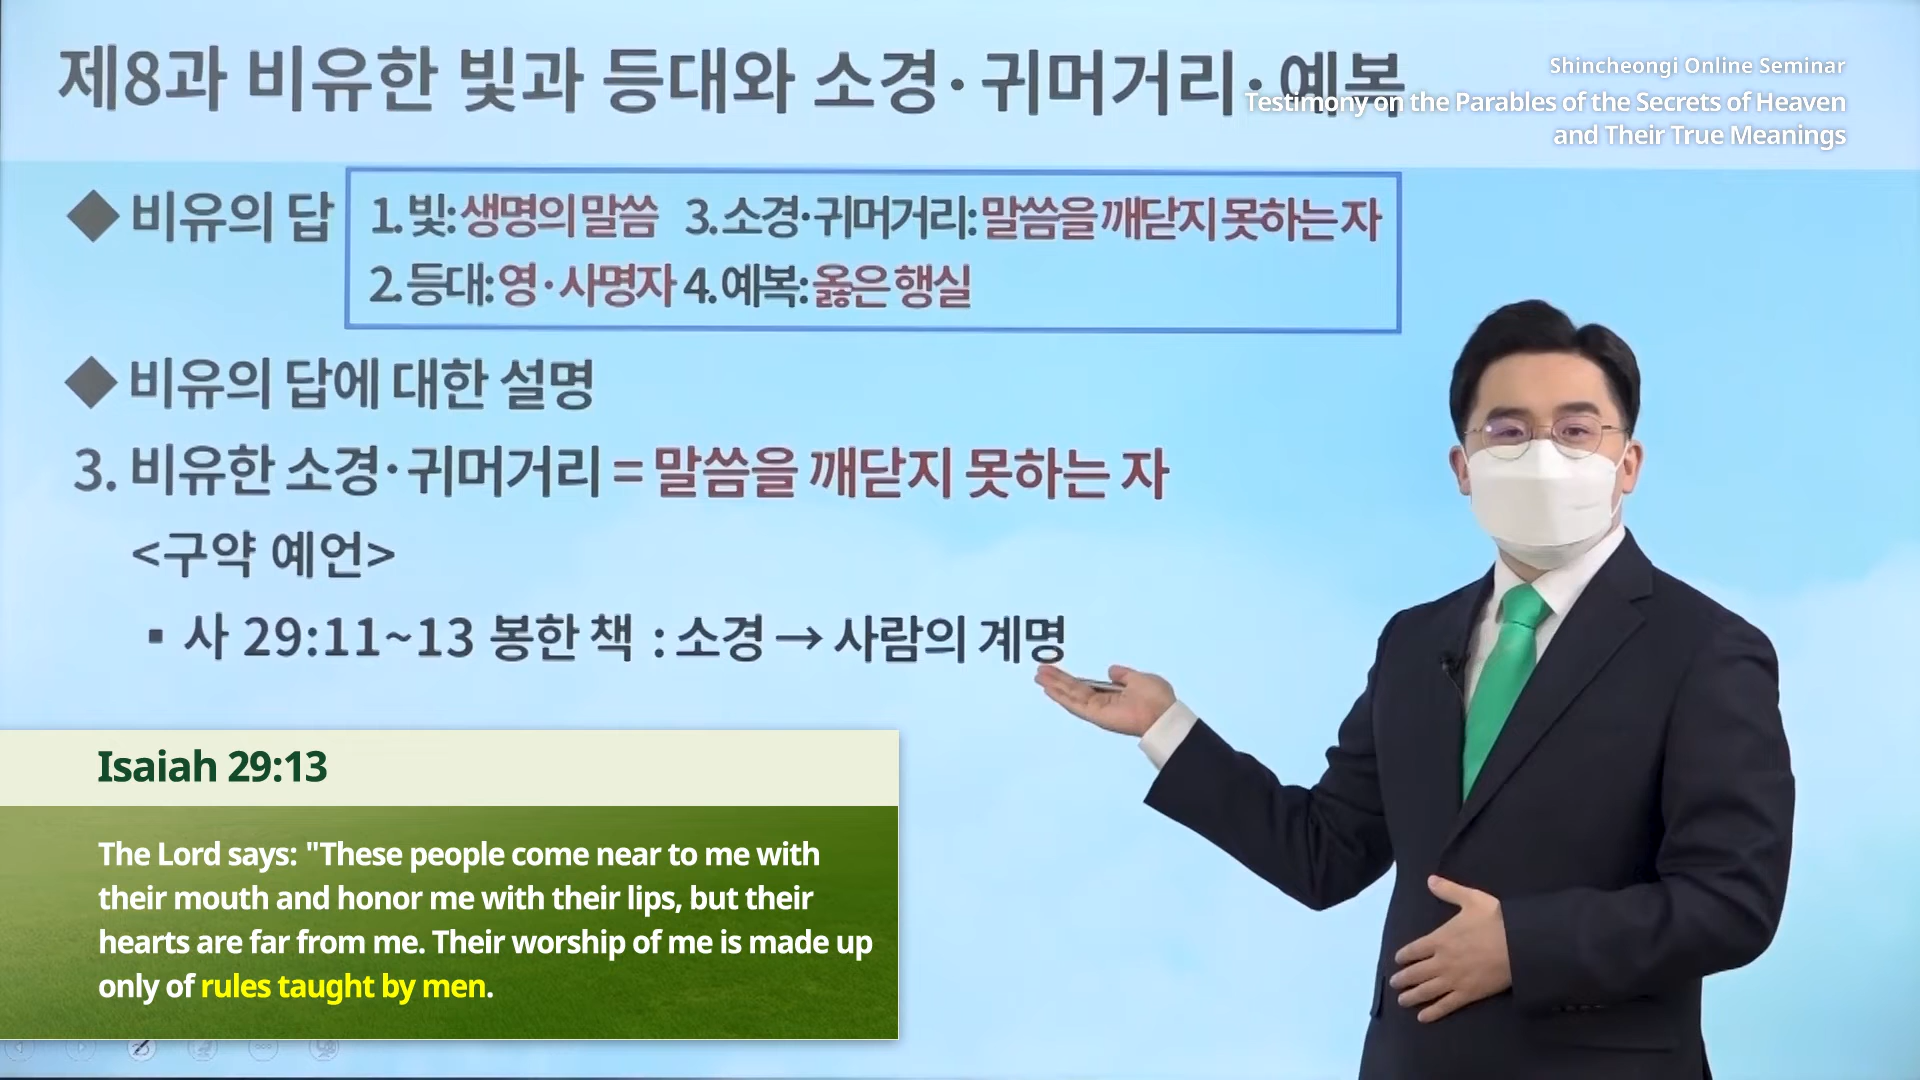 제8과 비유한 빛과 등대와 소경·귀머거리·예복
Shincheongi Online Seminar
Testimony on the Parables of the Secrets of Heaven
and Their True Meanings
◆ 비유의 답
1. 빛: 생명의 말씀 3. 소경·귀머거리: 말씀을 깨닫지 못하는 자
2. 등대: 영·사명자 4. 예복: 옳은 행실
◆ 비유의 답에 대한 설명
3. 비유한 소경·귀머거리 = 말씀을 깨닫지 못하는 자
<구약 예언>
▪ 사 29:11~13 봉한 책 : 소경 → 사람의 계명
Isaiah 29:13
The Lord says: "These people come near to me with
their mouth and honor me with their lips, but their
hearts are far from me. Their worship of me is made up
only of rules taught by men.